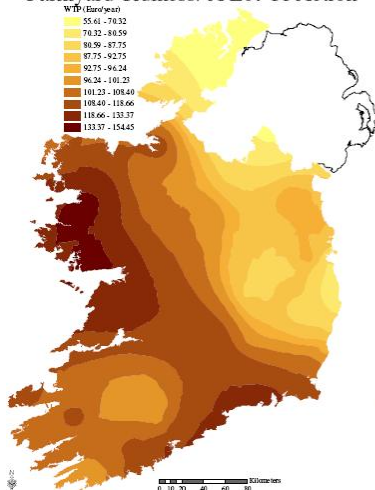 WTP (Euro/year)
55.61 - 70.32
70.32 - 80.59
80.59 - 87.75
87.75 - 92.75
92.75 - 96.24
96.24 - 101.23
101.23 - 108.40
108.40 - 118.66
118.66 - 133.37
133.37 - 154.45
Kilometers
0 10 20 40 60 80